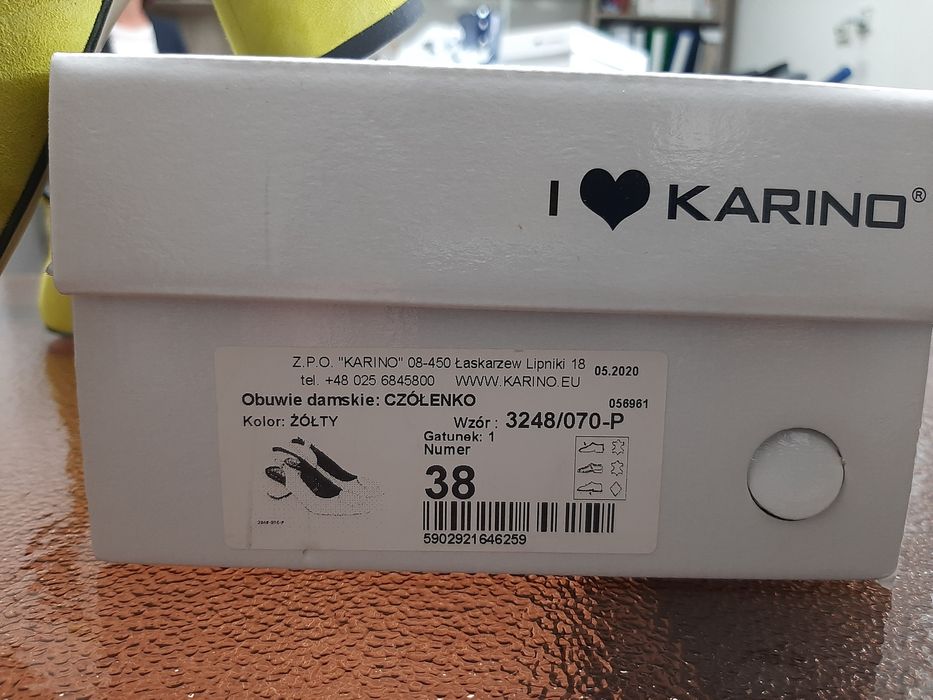 I ♥ KARINO®
Z.P.O. "KARINO" 08-450 Łaskarzew Lipniki 18
05.2020
tel. +48 025 6845800 WWW.KARINO.EU
Obuwie damskie: CZÓŁENKO
056961
Kolor: ŻÓŁTY
Wzór : 3248/070-P
Gatunek: 1
Numer
38
5902921646259